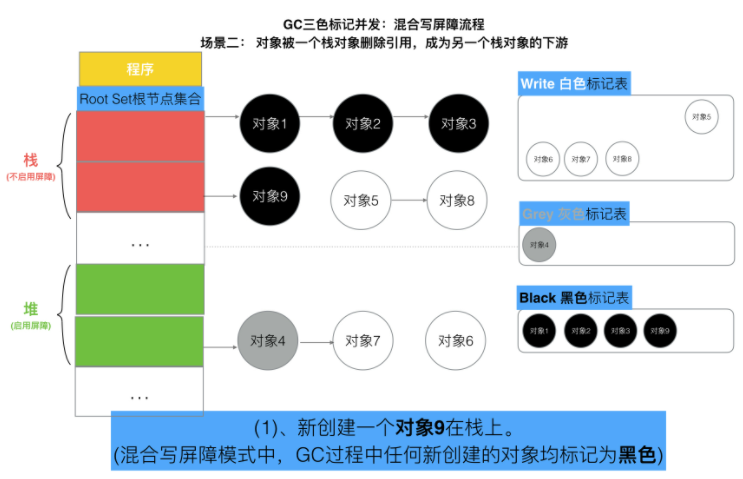 GC三色标记并发：混合写屏障流程
场景二： 对象被一个栈对象删除引用，成为另一个栈对象的下游
程序
Root Set根节点集合
栈
(不启用屏障)
...
堆
(启用屏障)
...
对象1
对象2
对象3
对象9
对象5
对象8
对象4
对象7
对象6
Write 白色标记表
对象5
对象6
对象7
对象8
Grey 灰色标记表
对象4
Black 黑色标记表
对象1
对象2
对象3
对象9
(1)、新创建一个对象9在栈上。
(混合写屏障模式中，GC过程中任何新创建的对象均标记为黑色)